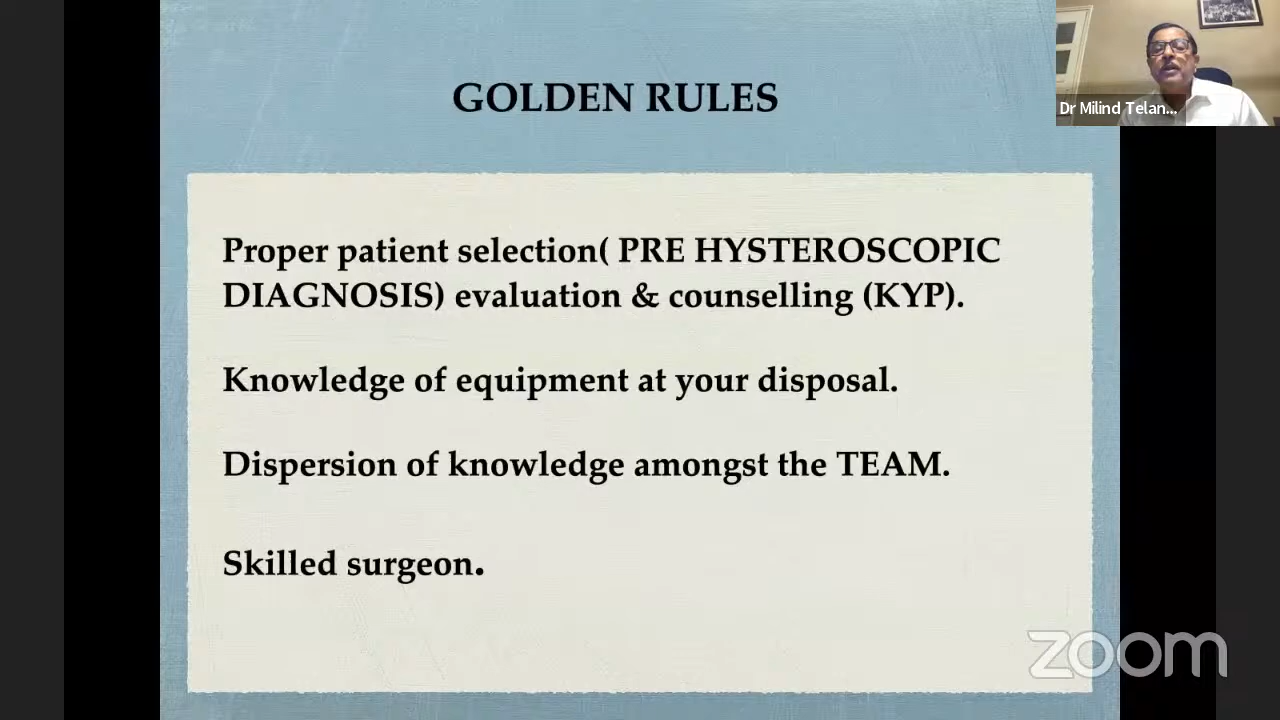 GOLDEN RULES
Dr Milind Telan...
Proper patient selection( PRE HYSTEROSCOPIC
DIAGNOSIS) evaluation & counselling (KYP).
Knowledge of equipment at your disposal.
Dispersion of knowledge amongst the TEAM.
Skilled surgeon.
zoom